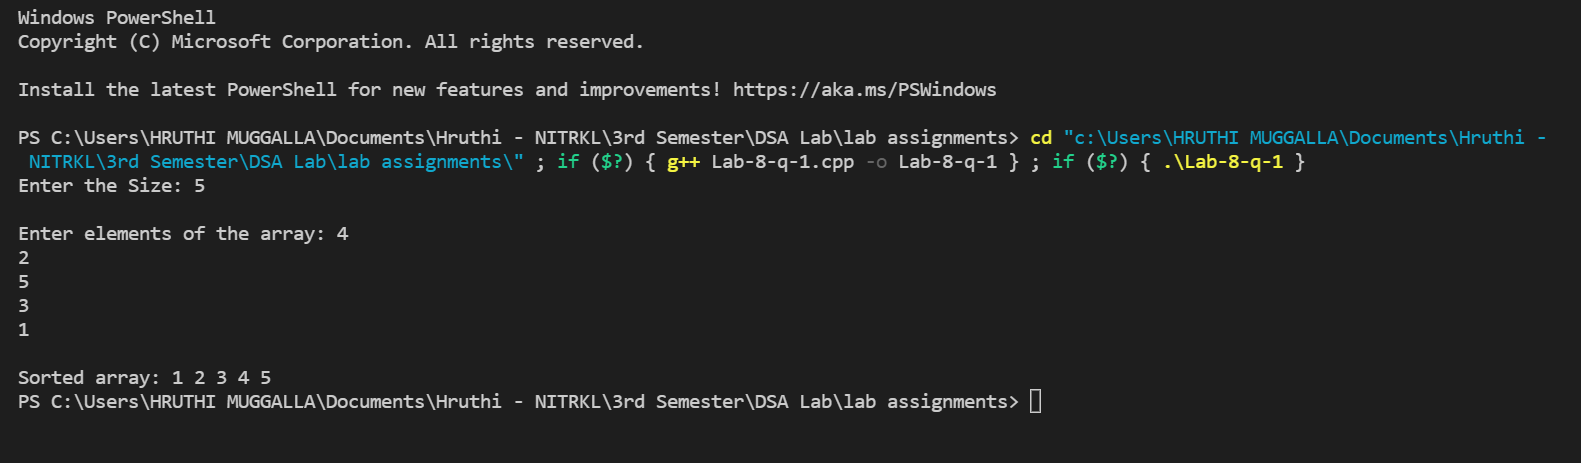 Windows PowerShell
Copyright (C) Microsoft Corporation. All rights reserved.
Install the latest PowerShell for new features and improvements! https://aka.ms/PSWindows
PS C:\Users\HRUTHI MUGGALLA\Documents\Hruthi - NITRKL\3rd Semester\DSA Lab\lab assignments> cd "c:\Users\HRUTHI MUGGALLA\Documents\Hruthi -
NITRKL\3rd Semester\DSA Lab\lab assignments\" ; if ($?) { g++ Lab-8-q-1.cpp -o Lab-8-q-1 } ; if ($?) { .\Lab-8-q-1 }
Enter the Size: 5
Enter elements of the array: 4
2
5
3
1
Sorted array: 1 2 3 4 5
PS C:\Users\HRUTHI MUGGALLA\Documents\Hruthi - NITRKL\3rd Semester\DSA Lab\lab assignments>